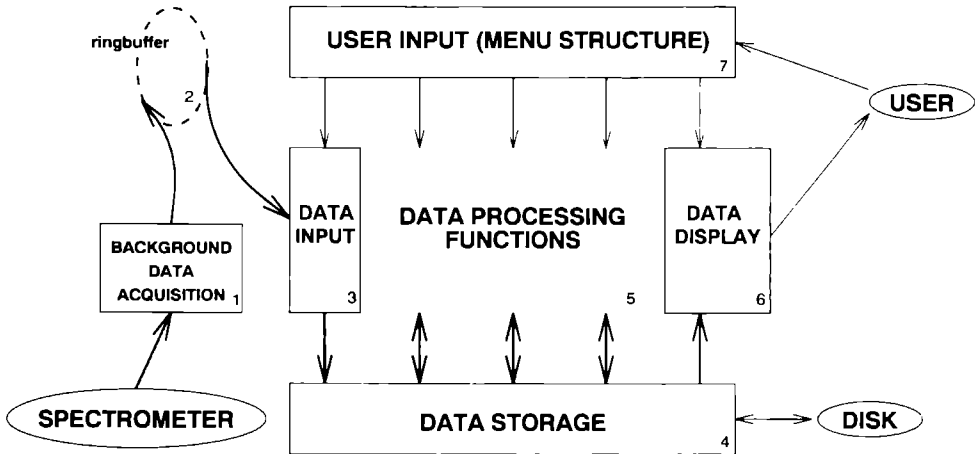 ringbuffer
2
USER INPUT (MENU STRUCTURE)
7
USER
DATA
INPUT
3
DATA PROCESSING
FUNCTIONS
5
DATA
DISPLAY
6
BACKGROUND
DATA
ACQUISITION
1
SPECTROMETER
DATA STORAGE
4
DISK